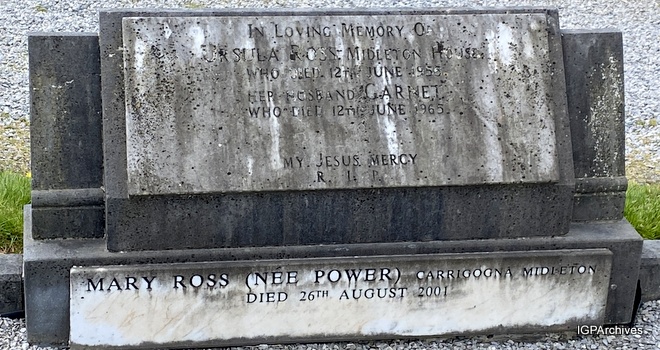 In Loving Memory Of
Ursula Ross Midleton House
who died 12th June 1953
her husband Garnet
who died 12th June 1965
My Jesus Mercy
R. I. P.
Mary Ross (née Power) Carrigogna Midleton
Died 26th August 2001
IGPArchives